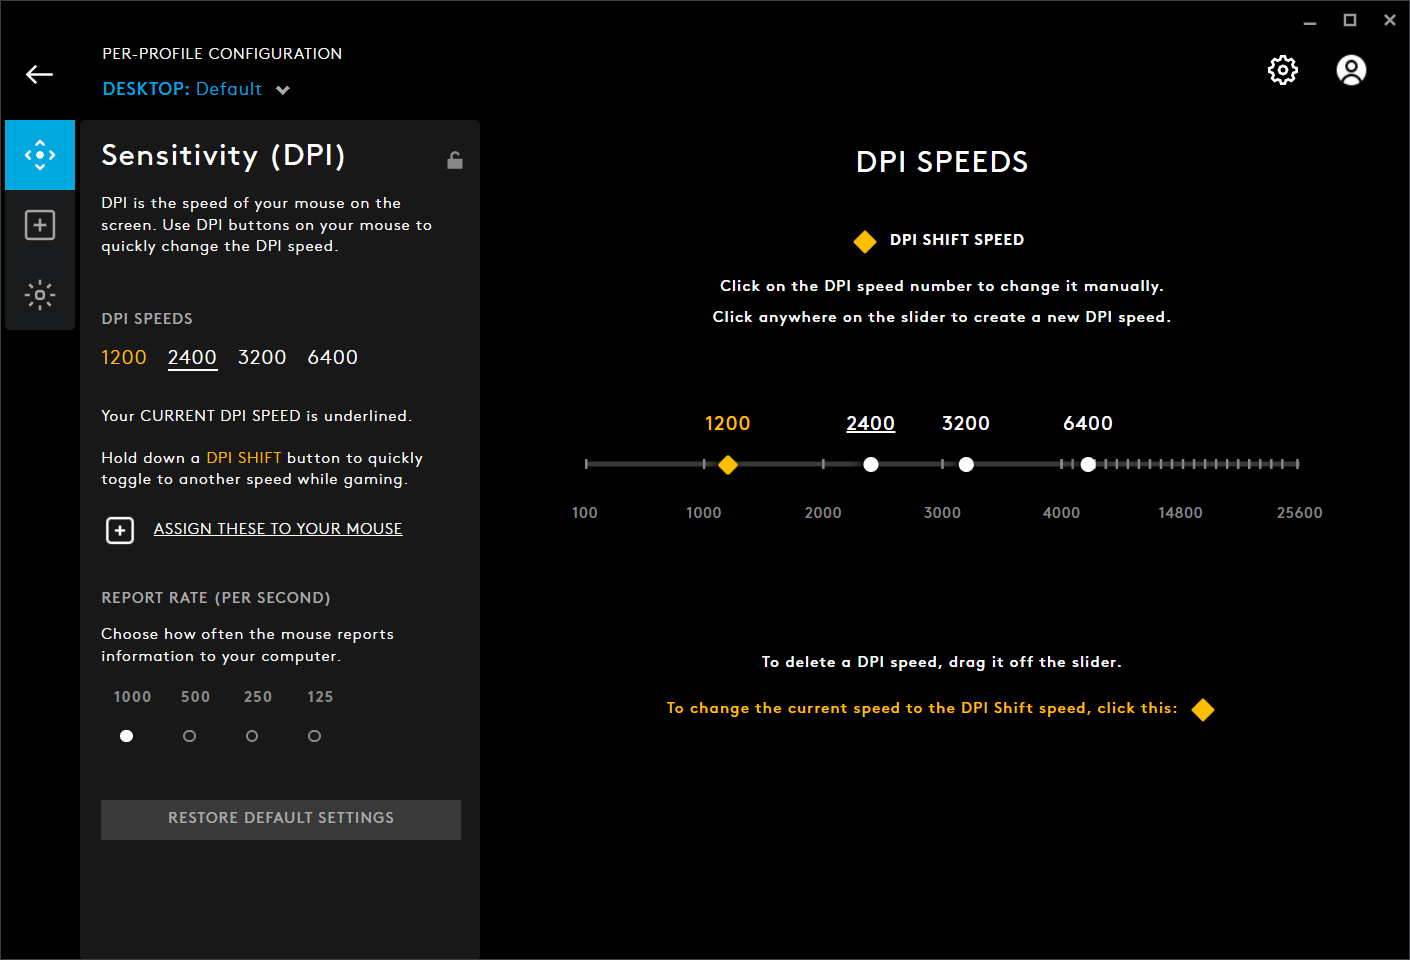 PER-PROFILE CONFIGURATION
DESKTOP: Default
Sensitivity (DPI)
DPI is the speed of your mouse on the
screen. Use DPI buttons on your mouse to
quickly change the DPI speed.
DPI SPEEDS
1200 2400 3200 6400
Your CURRENT DPI SPEED is underlined.
Hold down a DPI SHIFT button to quickly
toggle to another speed while gaming.
ASSIGN THESE TO YOUR MOUSE
REPORT RATE (PER SECOND)
Choose how often the mouse reports
information to your computer.
1000 500 250 125
RESTORE DEFAULT SETTINGS
DPI SPEEDS
DPI SHIFT SPEED
Click on the DPI speed number to change it manually.
Click anywhere on the slider to create a new DPI speed.
1200 2400 3200 6400
100 1000 2000 3000 4000 14800 25600
To delete a DPI speed, drag it off the slider.
To change the current speed to the DPI Shift speed, click this: